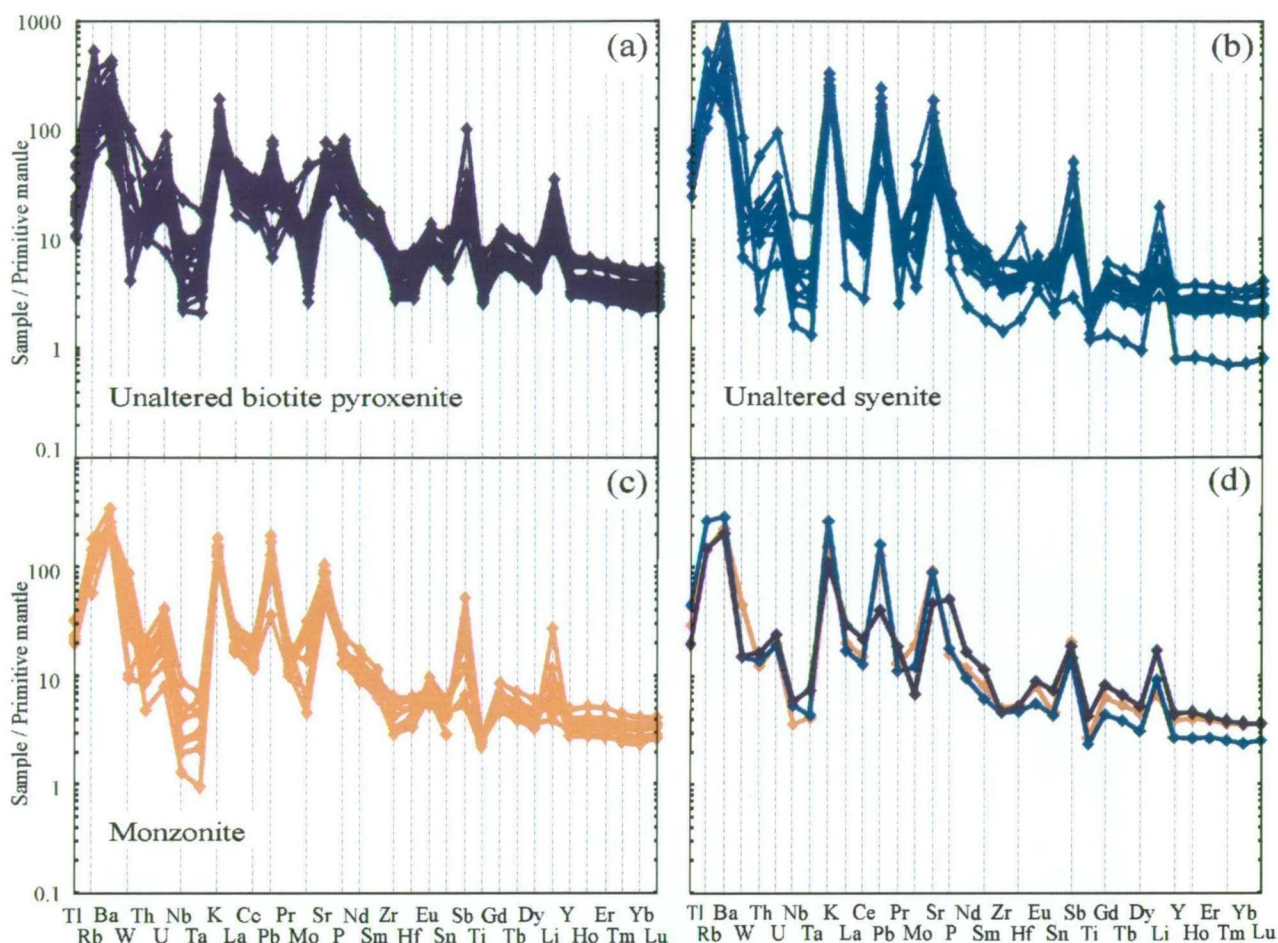 1000
(a)
(b)
100
10
Sample / Primitive mantle
1
Unaltered biotite pyroxenite
Unaltered syenite
0.1
(c)
(d)
100
10
Sample / Primitive mantle
1
Monzonite
0.1
Tl Ba Th Nb K Cc Pr Sr Nd Zr Eu Sb Gd Dy Y Er Yb
Rb W U Ta La Pb Mo P Sm Hf Sn Ti Tb Li Ho Tm Lu
Tl Ba Th Nb K Ce Pr Sr Nd Zr Eu Sb Gd Dy Y Er Yb
Rb W U Ta La Pb Mo P Sm Hf Sn Ti Tb Li Ho Tm Lu